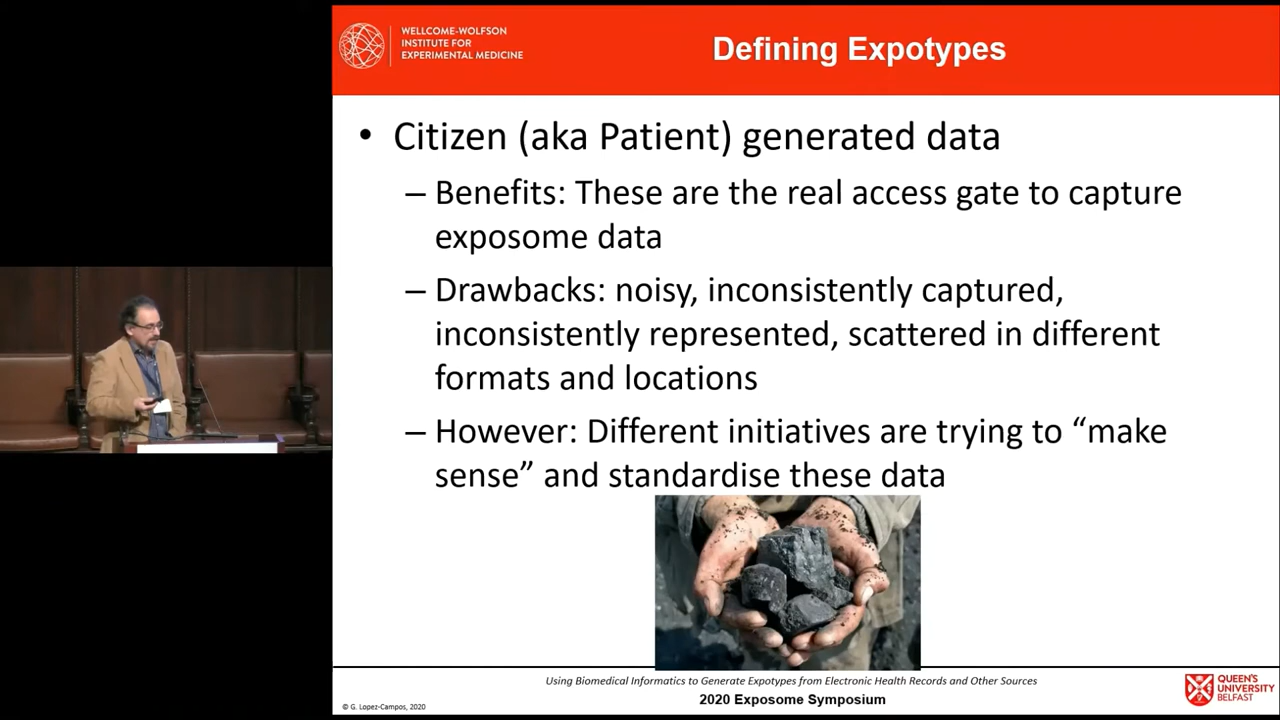 WELLCOME-WOLFSON
INSTITUTE FOR
EXPERIMENTAL MEDICINE
Defining Expotypes
• Citizen (aka Patient) generated data
– Benefits: These are the real access gate to capture
exposome data
– Drawbacks: noisy, inconsistently captured,
inconsistently represented, scattered in different
formats and locations
– However: Different initiatives are trying to “make
sense” and standardise these data
Using Biomedical Informatics to Generate Expotypes from Electronic Health Records and Other Sources
2020 Exposome Symposium
© G. Lopez-Campos, 2020
QUEEN'S
UNIVERSITY
BELFAST